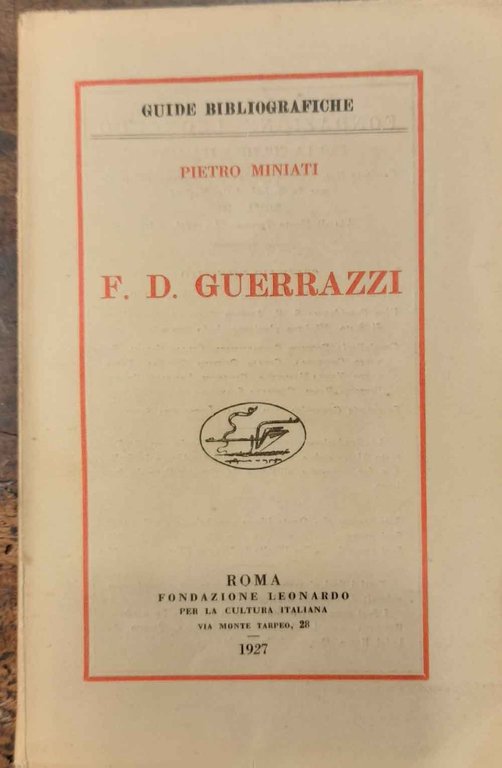 GUIDE BIBLIOGRAFICHE
PIETRO MINIATI
F. D. GUERRAZZI
ROMA
FONDAZIONE LEONARDO
PER LA CULTURA ITALIANA
VIA MONTE TARPEO, 28
1927